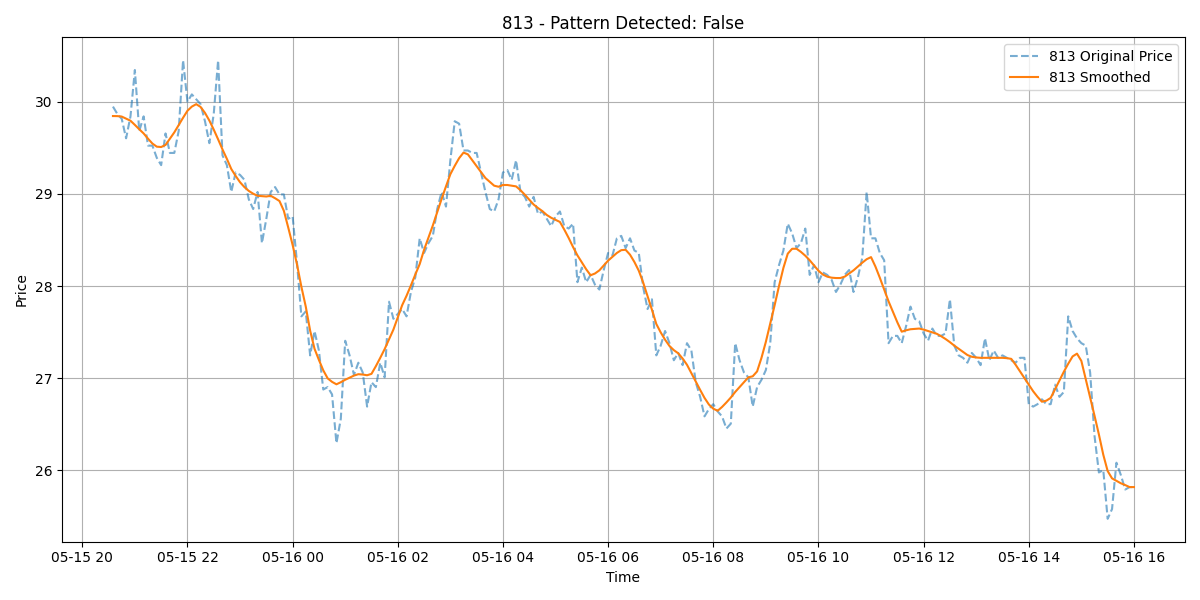 813 - Pattern Detected: False
813 Original Price
813 Smoothed
Price
30
29
28
27
26
05-15 20 05-15 22 05-16 00 05-16 02 05-16 04 05-16 06 05-16 08 05-16 10 05-16 12 05-16 14 05-16 16
Time